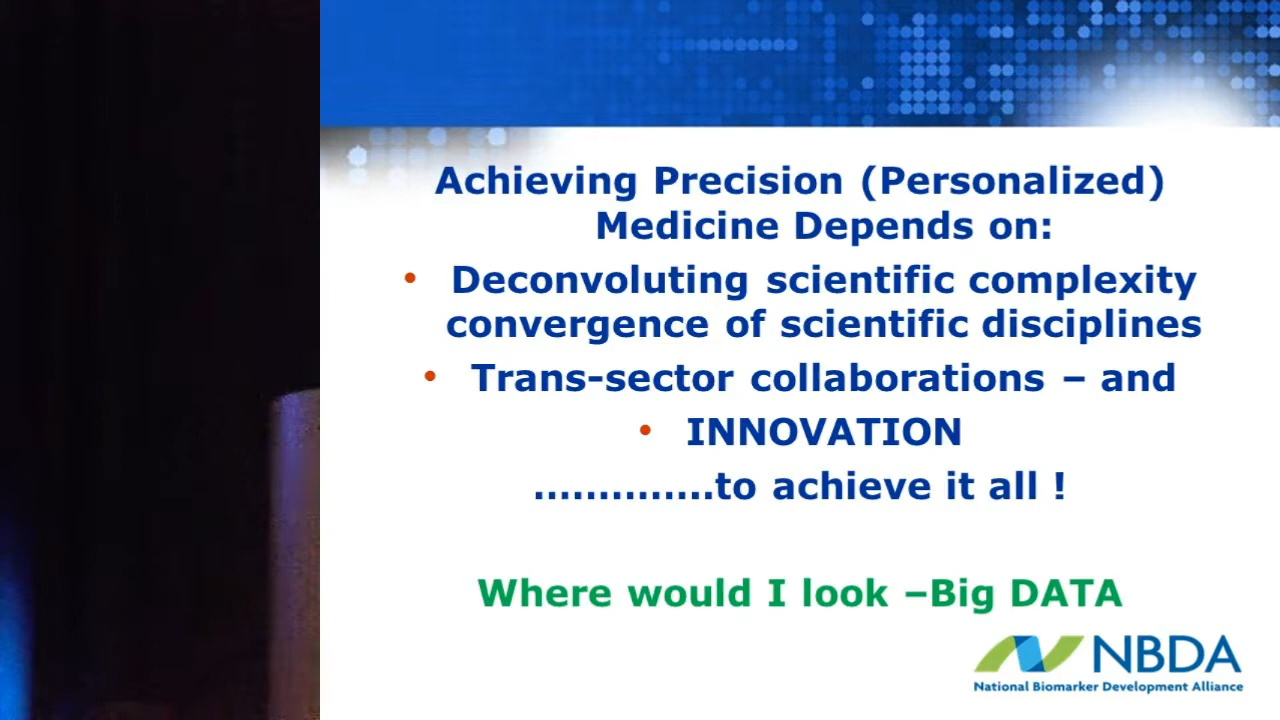 Achieving Precision (Personalized)
Medicine Depends on:
• Deconvoluting scientific complexity
convergence of scientific disciplines
• Trans-sector collaborations – and
• INNOVATION
..............to achieve it all !
Where would I look –Big DATA
NBDA
National Biomarker Development Alliance